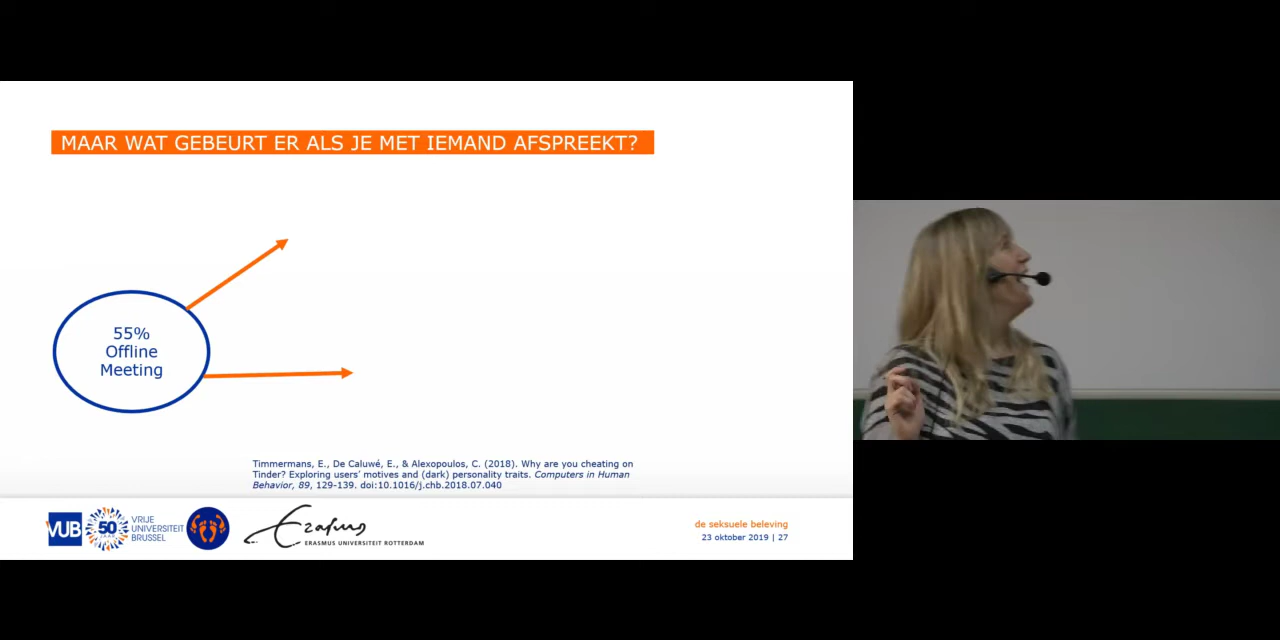 MAAR WAT GEBEURT ER ALS JE MET IEMAND AFSPREEKT?
55%
Offline
Meeting
Timmermans, E., De Caluwé, E., & Alexopoulos, C. (2018). Why are you cheating on
Tinder? Exploring users' motives and (dark) personality traits. Computers in Human
Behavior, 89, 129-139. doi:10.1016/j.chb.2018.07.040
VUB
50
JAAR
VRIJE
UNIVERSITEIT
BRUSSEL
Erasmus
ERASMUS UNIVERSITEIT ROTTERDAM
de seksuele beleving
23 oktober 2019 | 27